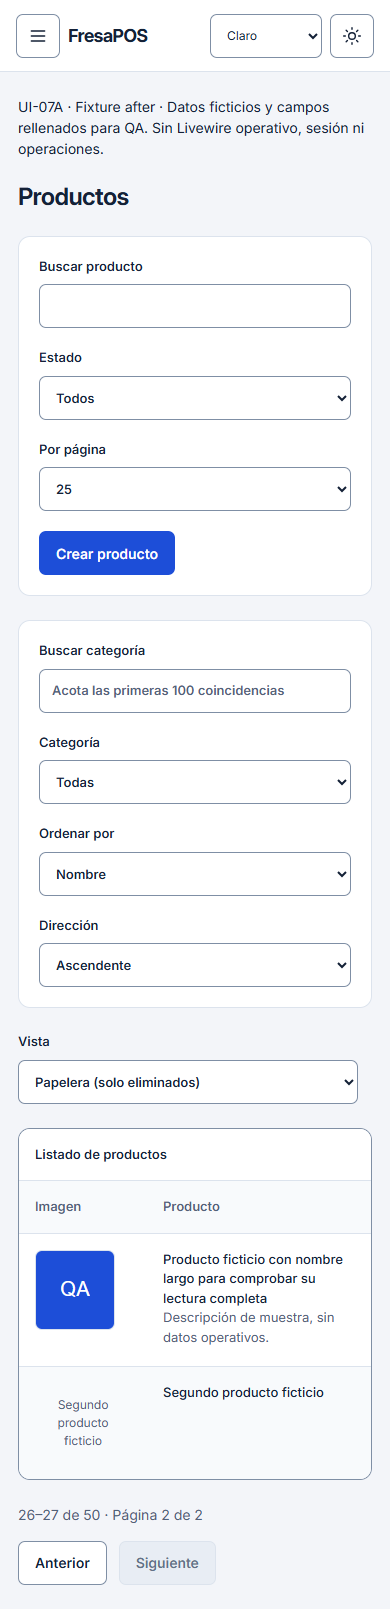 FresaPOS
Claro
UI-07A · Fixture after · Datos ficticios y campos
rellenados para QA. Sin Livewire operativo, sesión ni
operaciones.
Productos
Buscar producto
Estado
Todos
Por página
25
Crear producto
Buscar categoría
Acota las primeras 100 coincidencias
Categoría
Todas
Ordenar por
Nombre
Dirección
Ascendente
Vista
Papelera (solo eliminados)
Listado de productos
Imagen
Producto
QA
Producto ficticio con nombre
largo para comprobar su
lectura completa
Descripción de muestra, sin
datos operativos.
Segundo
producto
ficticio
Segundo producto ficticio
26–27 de 50 · Página 2 de 2
Anterior
Siguiente